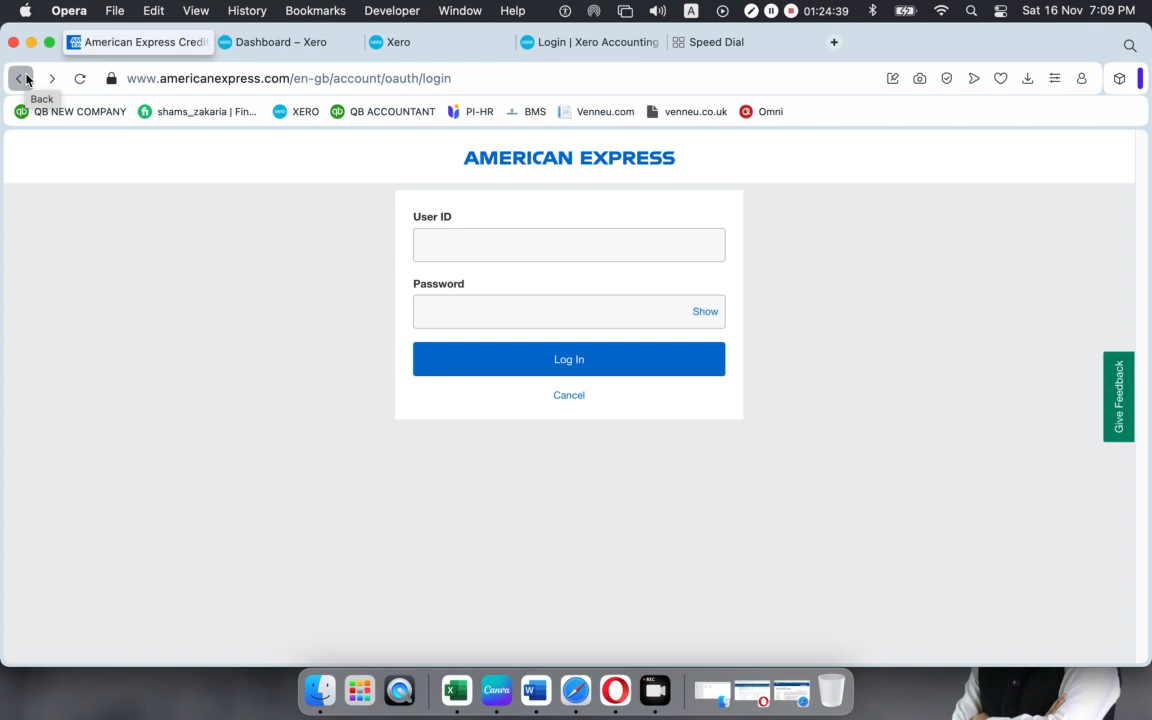 Opera File Edit View History Bookmarks Developer Window Help A 01:24:39 Sat 16 Nov 7:09 PM
American Express Credit Dashboard – Xero Xero Login | Xero Accounting Speed Dial +
www.americanexpress.com/en-gb/account/oauth/login
Back
QB NEW COMPANY shams_zakaria | Fin... XERO QB ACCOUNTANT PI-HR BMS Venneu.com venneu.co.uk Omni
AMERICAN EXPRESS
User ID
Password
Show
Log In
Cancel
Give Feedback
Canva